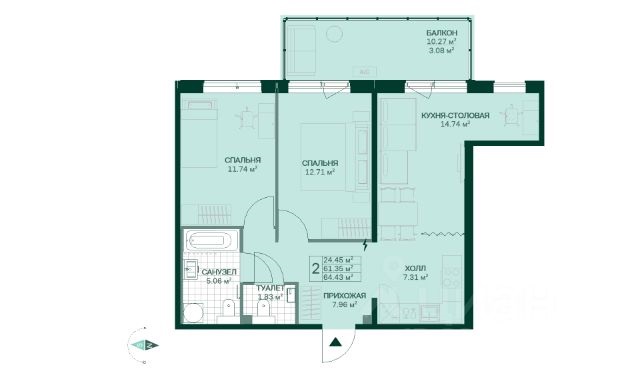 БАЛКОН
10.27 м²
3.08 м²
КУХНЯ-СТОЛОВАЯ
14.74 м²
СПАЛЬНЯ
11.74 м²
СПАЛЬНЯ
12.71 м²
САНУЗЕЛ
5.06 м²
ТУАЛЕТ
1.83 м²
2
24.45 м²
61.35 м²
64.43 м²
ПРИХОЖАЯ
7.96 м²
ХОЛЛ
7.31 м²